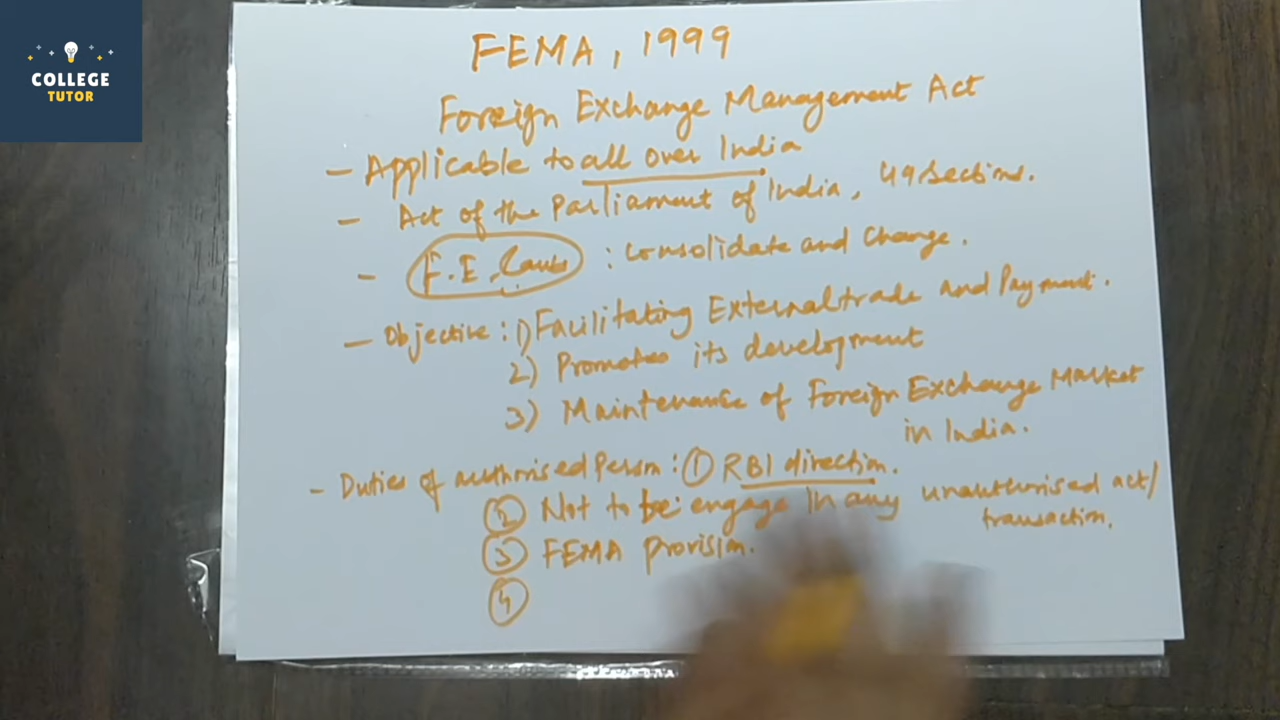 COLLEGE
TUTOR
FEMA, 1999
Foreign Exchange Management Act
- Applicable to all over India
- Act of the Parliament of India, 49 Sections.
- F.E. Laws : Consolidate and Change.
- Objective : 1) Facilitating External trade and Payment.
2) Promotes its development
3) Maintenance of Foreign Exchange Market
in India.
- Duties of authorised Person : ① RBI direction.
② Not to be engage in any unauthorised act/
transaction.
③ FEMA provision.
④